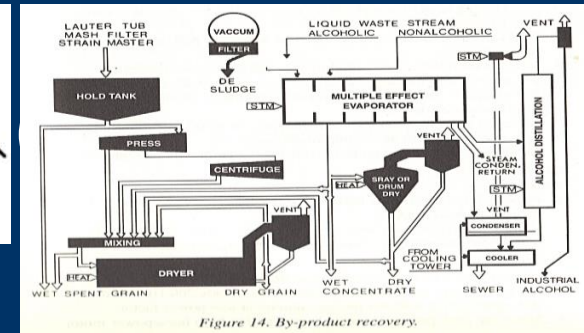 LAUTER TUB
MASH FILTER
STRAIN MASTER
VACCUM
FILTER
DE
SLUDGE
LIQUID WASTE STREAM
ALCOHOLIC NONALCOHOLIC
VENT
STM
HOLD TANK
STM
MULTIPLE EFFECT
EVAPORATOR
ALCOHOL DISTILLATION
PRESS
VENT
CENTRIFUGE
STEAM
CONDEN.
RETURN
HEAT
SRAY OR
DRUM
DRY
STM
VENT
VENT
MIXING
CONDENSER
HEAT
DRYER
FROM
COOLING
TOWER
COOLER
WET SPENT GRAIN
DRY GRAIN
WET
CONCENTRATE
DRY
SEWER
INDUSTRIAL
ALCOHOL
Figure 14. By-product recovery.